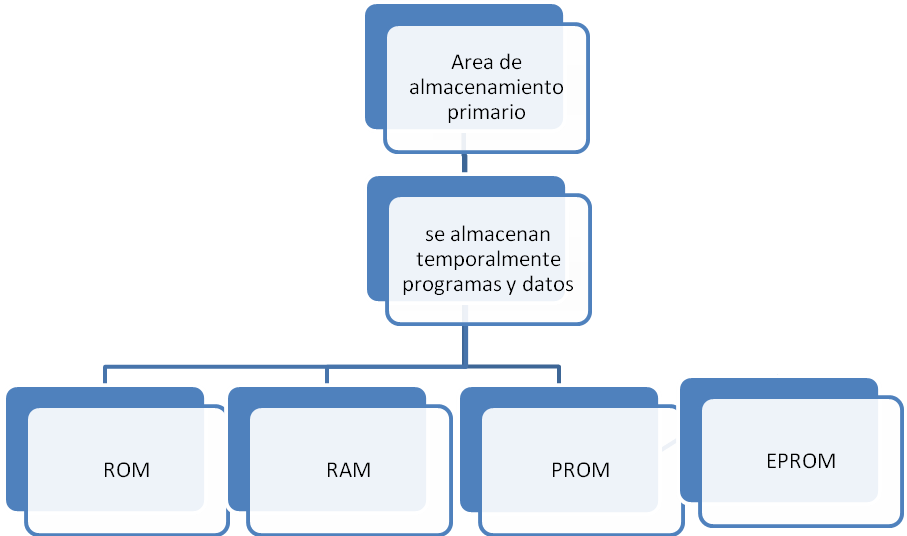 Area de
almacenamiento
primario
se almacenan
temporalmente
programas y datos
ROM
RAM
PROM
EPROM